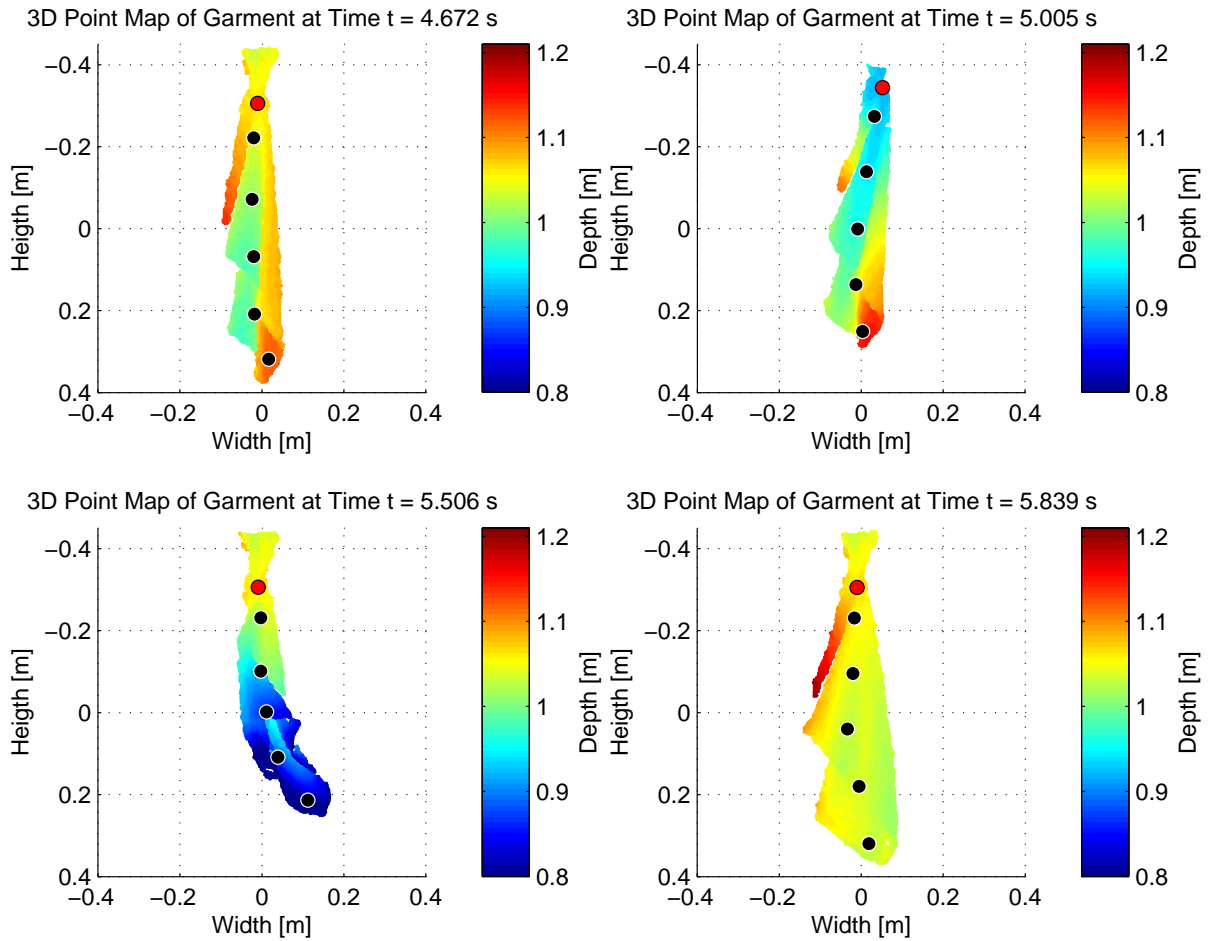 3D Point Map of Garment at Time t = 4.672 s
−0.4
−0.2
0
0.2
0.4
Heigth [m]
−0.4 −0.2 0 0.2 0.4
Width [m]
1.2
1.1
1
0.9
0.8
Depth [m]
3D Point Map of Garment at Time t = 5.005 s
−0.4
−0.2
0
0.2
0.4
Heigth [m]
−0.4 −0.2 0 0.2 0.4
Width [m]
1.2
1.1
1
0.9
0.8
Depth [m]
3D Point Map of Garment at Time t = 5.506 s
−0.4
−0.2
0
0.2
0.4
Heigth [m]
−0.4 −0.2 0 0.2 0.4
Width [m]
1.2
1.1
1
0.9
0.8
Depth [m]
3D Point Map of Garment at Time t = 5.839 s
−0.4
−0.2
0
0.2
0.4
Heigth [m]
−0.4 −0.2 0 0.2 0.4
Width [m]
1.2
1.1
1
0.9
0.8
Depth [m]